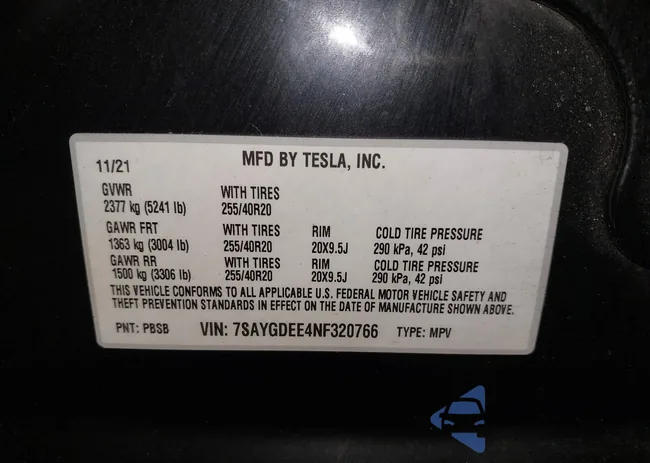 11/21 MFD BY TESLA, INC.
GVWR WITH TIRES
2377 kg (5241 lb) 255/40R20
GAWR FRT WITH TIRES RIM COLD TIRE PRESSURE
1363 kg (3004 lb) 255/40R20 20X9.5J 290 kPa, 42 psi
GAWR RR WITH TIRES RIM COLD TIRE PRESSURE
1500 kg (3306 lb) 255/40R20 20X9.5J 290 kPa, 42 psi
THIS VEHICLE CONFORMS TO ALL APPLICABLE U.S. FEDERAL MOTOR VEHICLE SAFETY AND
THEFT PREVENTION STANDARDS IN EFFECT ON THE DATE OF MANUFACTURE SHOWN ABOVE.
PNT: PBSB VIN: 7SAYGDEE4NF320766 TYPE: MPV